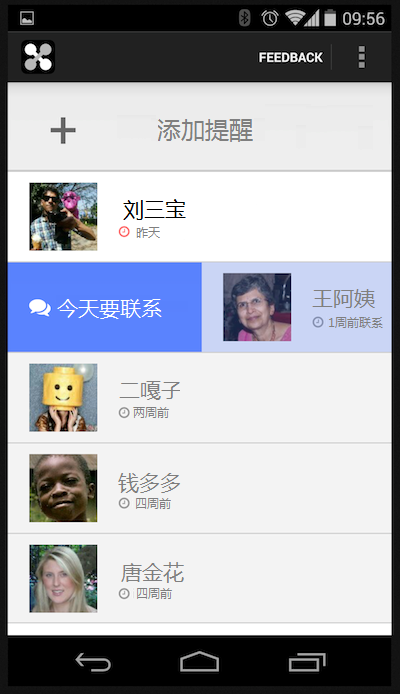 09:56
FEEDBACK
添加提醒
刘三宝
昨天
今天要联系
王阿姨
1周前联系
二嘎子
两周前
钱多多
四周前
唐金花
四周前